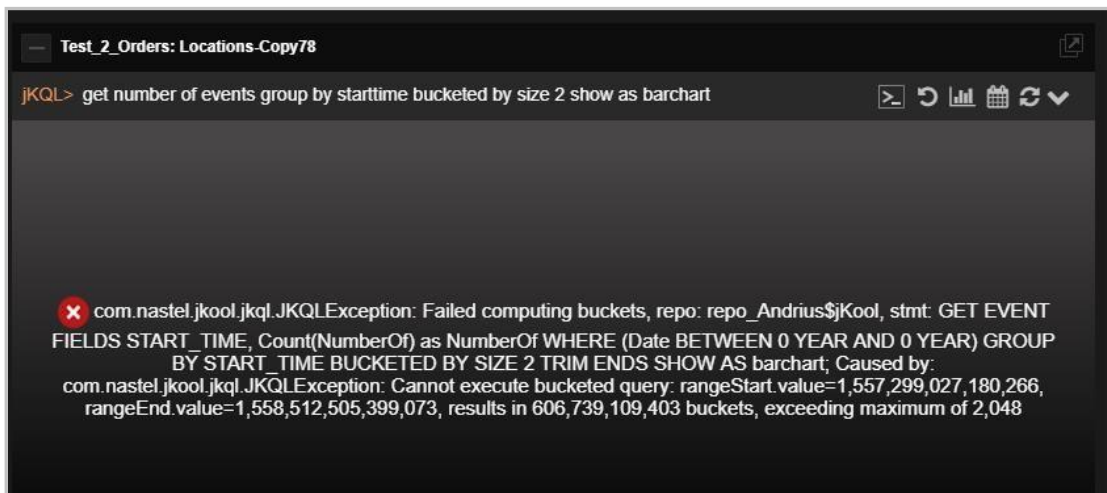 Test_2_Orders: Locations-Copy78
jKQL> get number of events group by starttime bucketed by size 2 show as barchart
com.nastel.jkool.jkql.JKQLException: Failed computing buckets, repo: repo_Andrius$jKool, stmt: GET EVENT
FIELDS START_TIME, Count(NumberOf) as NumberOf WHERE (Date BETWEEN 0 YEAR AND 0 YEAR) GROUP
BY START_TIME BUCKETED BY SIZE 2 TRIM ENDS SHOW AS barchart; Caused by:
com.nastel.jkool.jkql.JKQLException: Cannot execute bucketed query: rangeStart.value=1,557,299,027,180,266,
rangeEnd.value=1,558,512,505,399,073, results in 606,739,109,403 buckets, exceeding maximum of 2,048